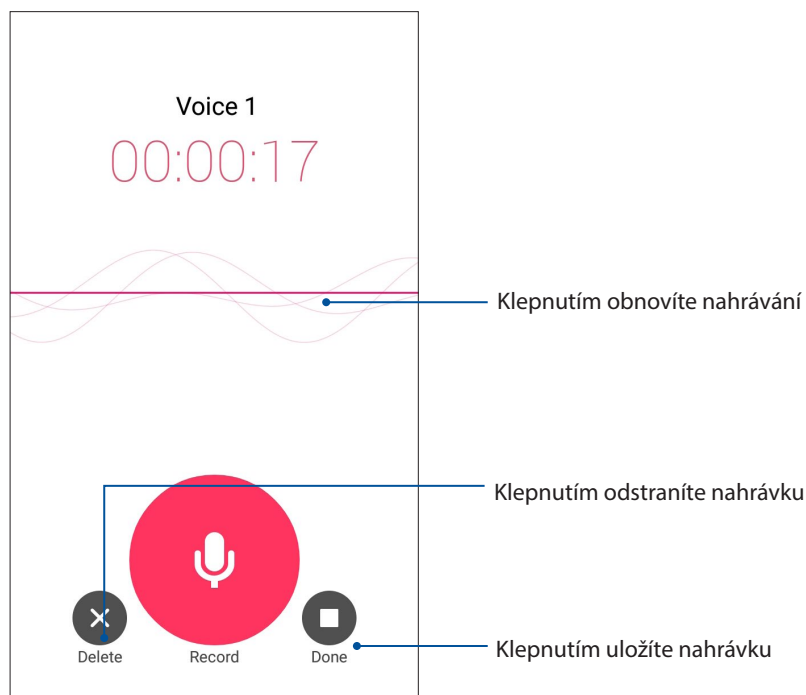 Voice 1
00:00:17
Klepnutím obnovíte nahrávání
Klepnutím odstraníte nahrávku
Klepnutím uložíte nahrávku
Delete
Record
Done